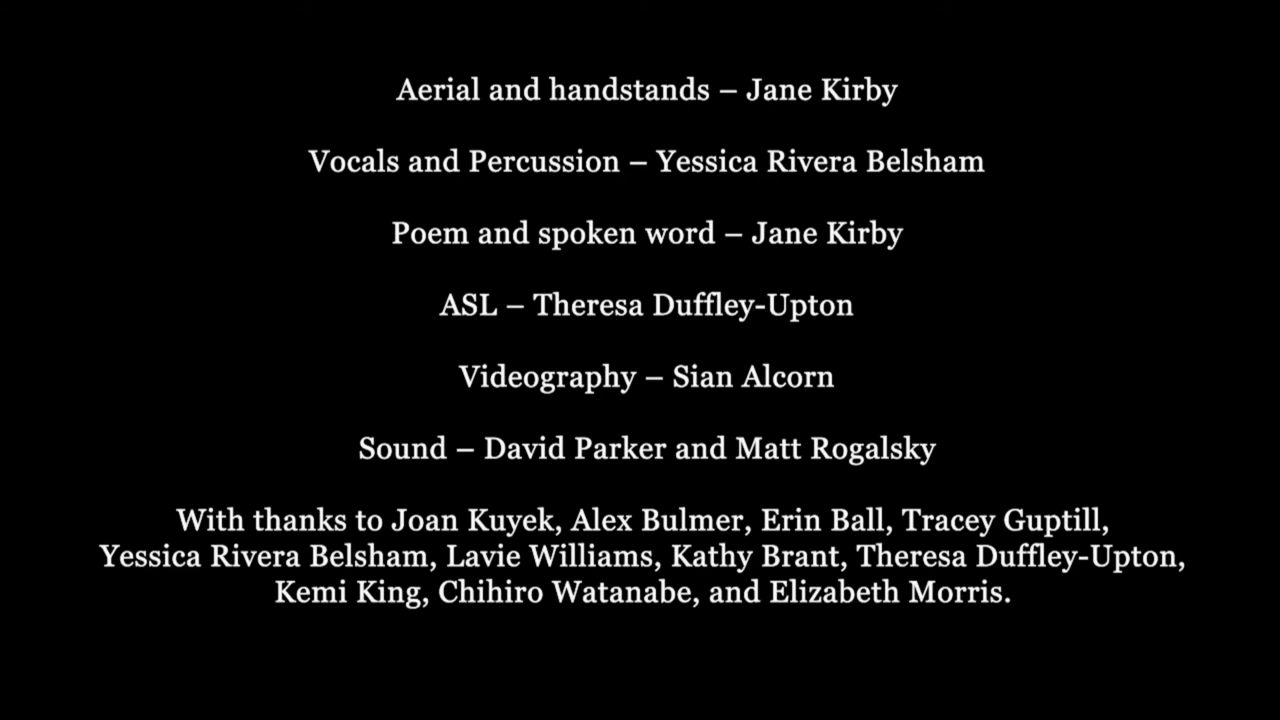 Aerial and handstands – Jane Kirby
Vocals and Percussion – Yessica Rivera Belsham
Poem and spoken word – Jane Kirby
ASL – Theresa Duffley-Upton
Videography – Sian Alcorn
Sound – David Parker and Matt Rogalsky
With thanks to Joan Kuyek, Alex Bulmer, Erin Ball, Tracey Guptill,
Yessica Rivera Belsham, Lavie Williams, Kathy Brant, Theresa Duffley-Upton,
Kemi King, Chihiro Watanabe, and Elizabeth Morris.